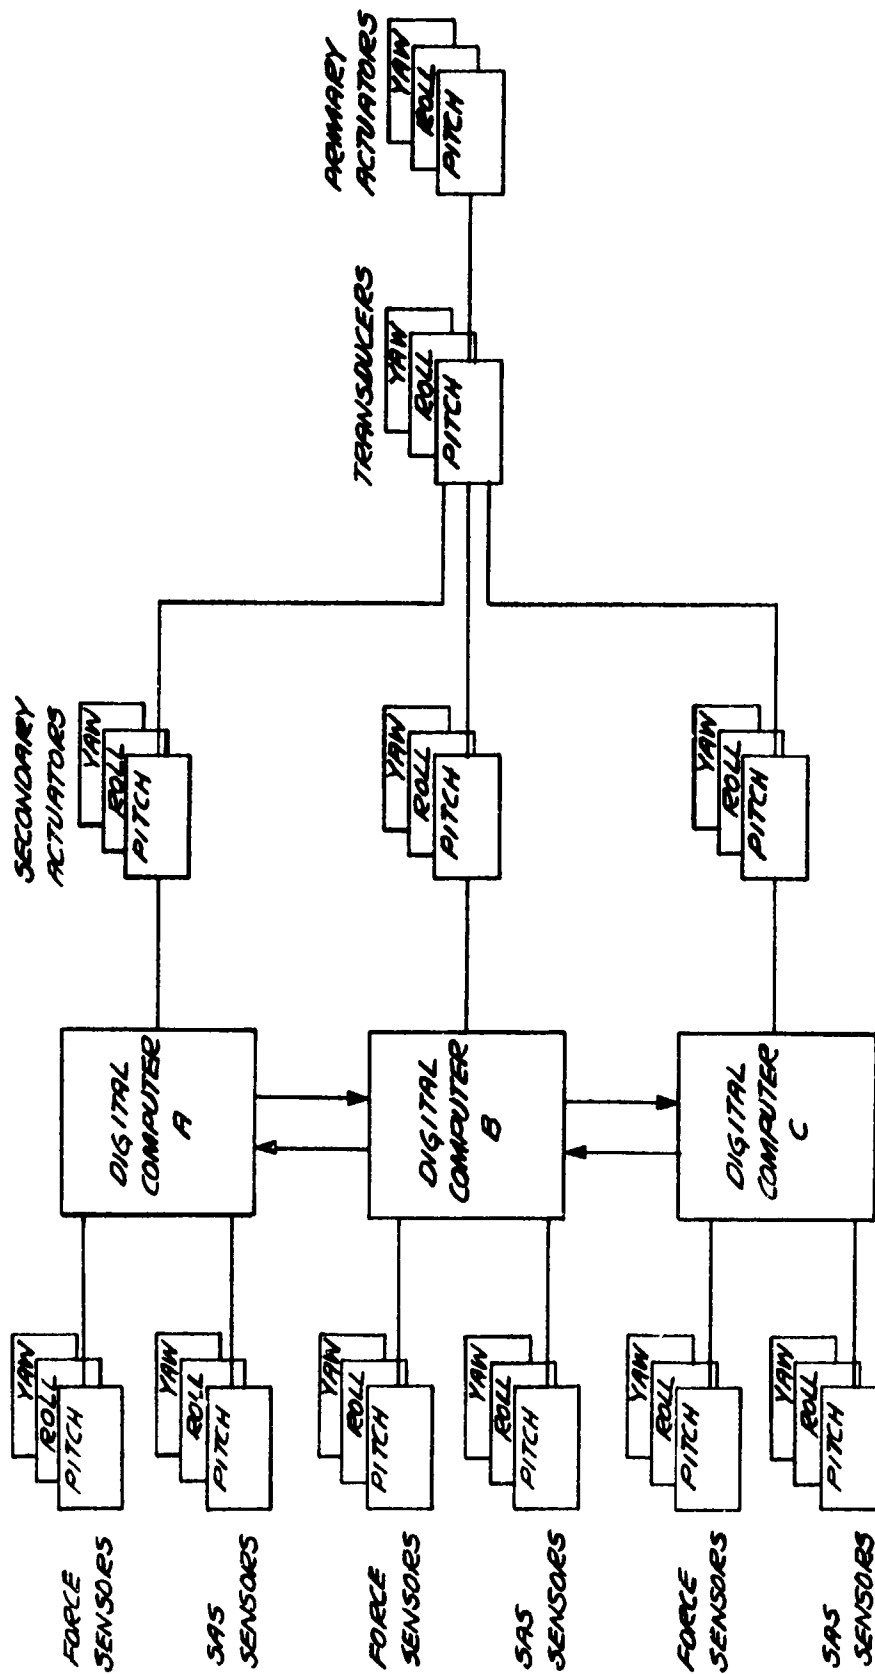 FORCE
SENSORS
PITCH
ROLL
YAW
SAS
SENSORS
PITCH
ROLL
YAW
DIGITAL
COMPUTER
A
SECONDARY
ACTUATORS
PITCH
ROLL
YAW
FORCE
SENSORS
PITCH
ROLL
YAW
SAS
SENSORS
PITCH
ROLL
YAW
DIGITAL
COMPUTER
B
PITCH
ROLL
YAW
TRANSDUCERS
PITCH
ROLL
YAW
PRIMARY
ACTUATORS
PITCH
ROLL
YAW
FORCE
SENSORS
PITCH
ROLL
YAW
SAS
SENSORS
PITCH
ROLL
YAW
DIGITAL
COMPUTER
C
PITCH
ROLL
YAW